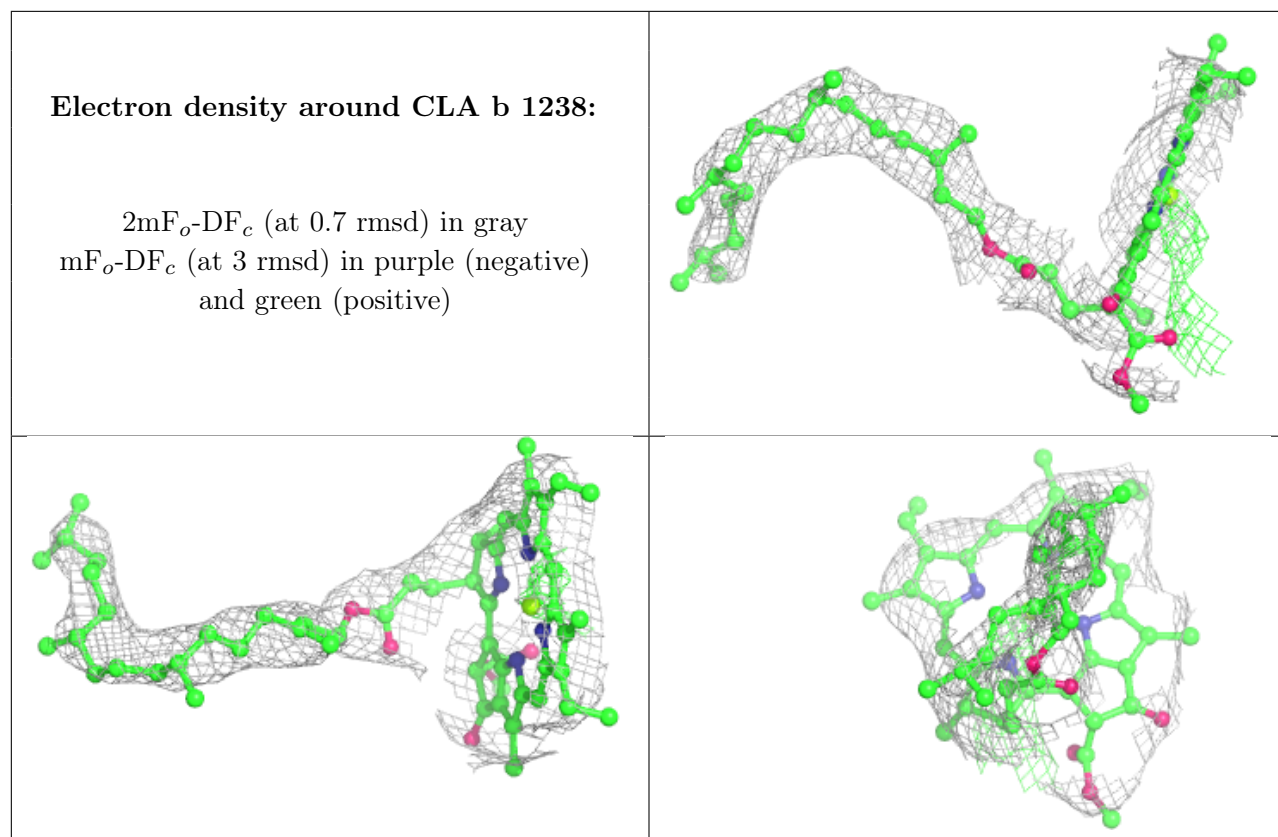 Electron density around CLA b 1238:
2mFo-DFc (at 0.7 rmsd) in gray
mFo-DFc (at 3 rmsd) in purple (negative)
and green (positive)